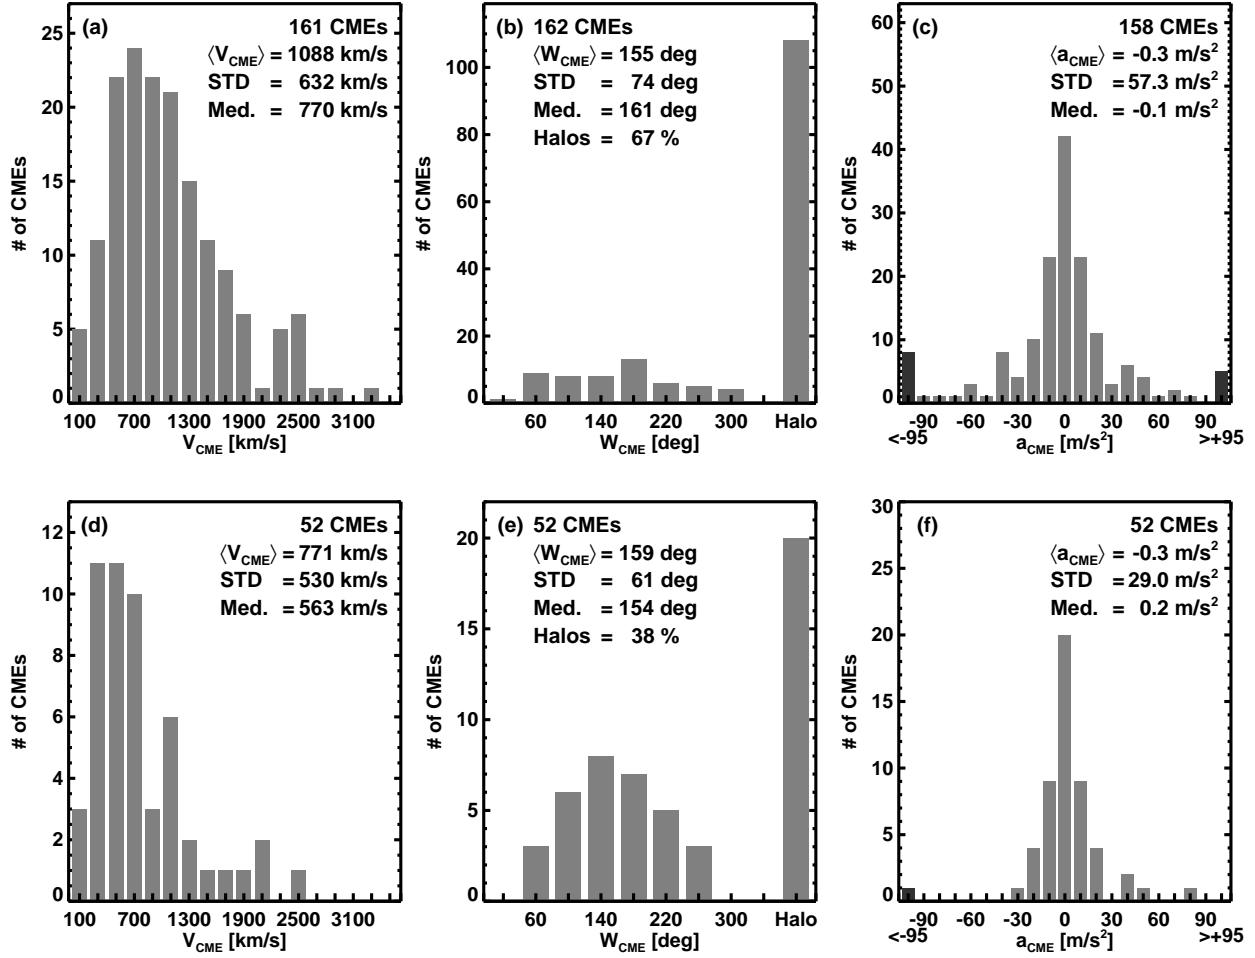 (a) 161 CMEs
⟨V_CME⟩ = 1088 km/s
STD = 632 km/s
Med. = 770 km/s
25
20
15
10
5
0
# of CMEs
100 700 1300 1900 2500 3100
V_CME [km/s]
(b) 162 CMEs
⟨W_CME⟩ = 155 deg
STD = 74 deg
Med. = 161 deg
Halos = 67 %
100
80
60
40
20
0
# of CMEs
60 140 220 300 Halo
W_CME [deg]
(c) 158 CMEs
⟨a_CME⟩ = -0.3 m/s²
STD = 57.3 m/s²
Med. = -0.1 m/s²
60
50
40
30
20
10
0
# of CMEs
-90 -60 -30 0 30 60 90
<-95 a_CME [m/s²] >+95
(d) 52 CMEs
⟨V_CME⟩ = 771 km/s
STD = 530 km/s
Med. = 563 km/s
12
10
8
6
4
2
0
# of CMEs
100 700 1300 1900 2500 3100
V_CME [km/s]
(e) 52 CMEs
⟨W_CME⟩ = 159 deg
STD = 61 deg
Med. = 154 deg
Halos = 38 %
20
15
10
5
0
# of CMEs
60 140 220 300 Halo
W_CME [deg]
(f) 52 CMEs
⟨a_CME⟩ = -0.3 m/s²
STD = 29.0 m/s²
Med. = 0.2 m/s²
30
25
20
15
10
5
0
# of CMEs
-90 -60 -30 0 30 60 90
<-95 a_CME [m/s²] >+95